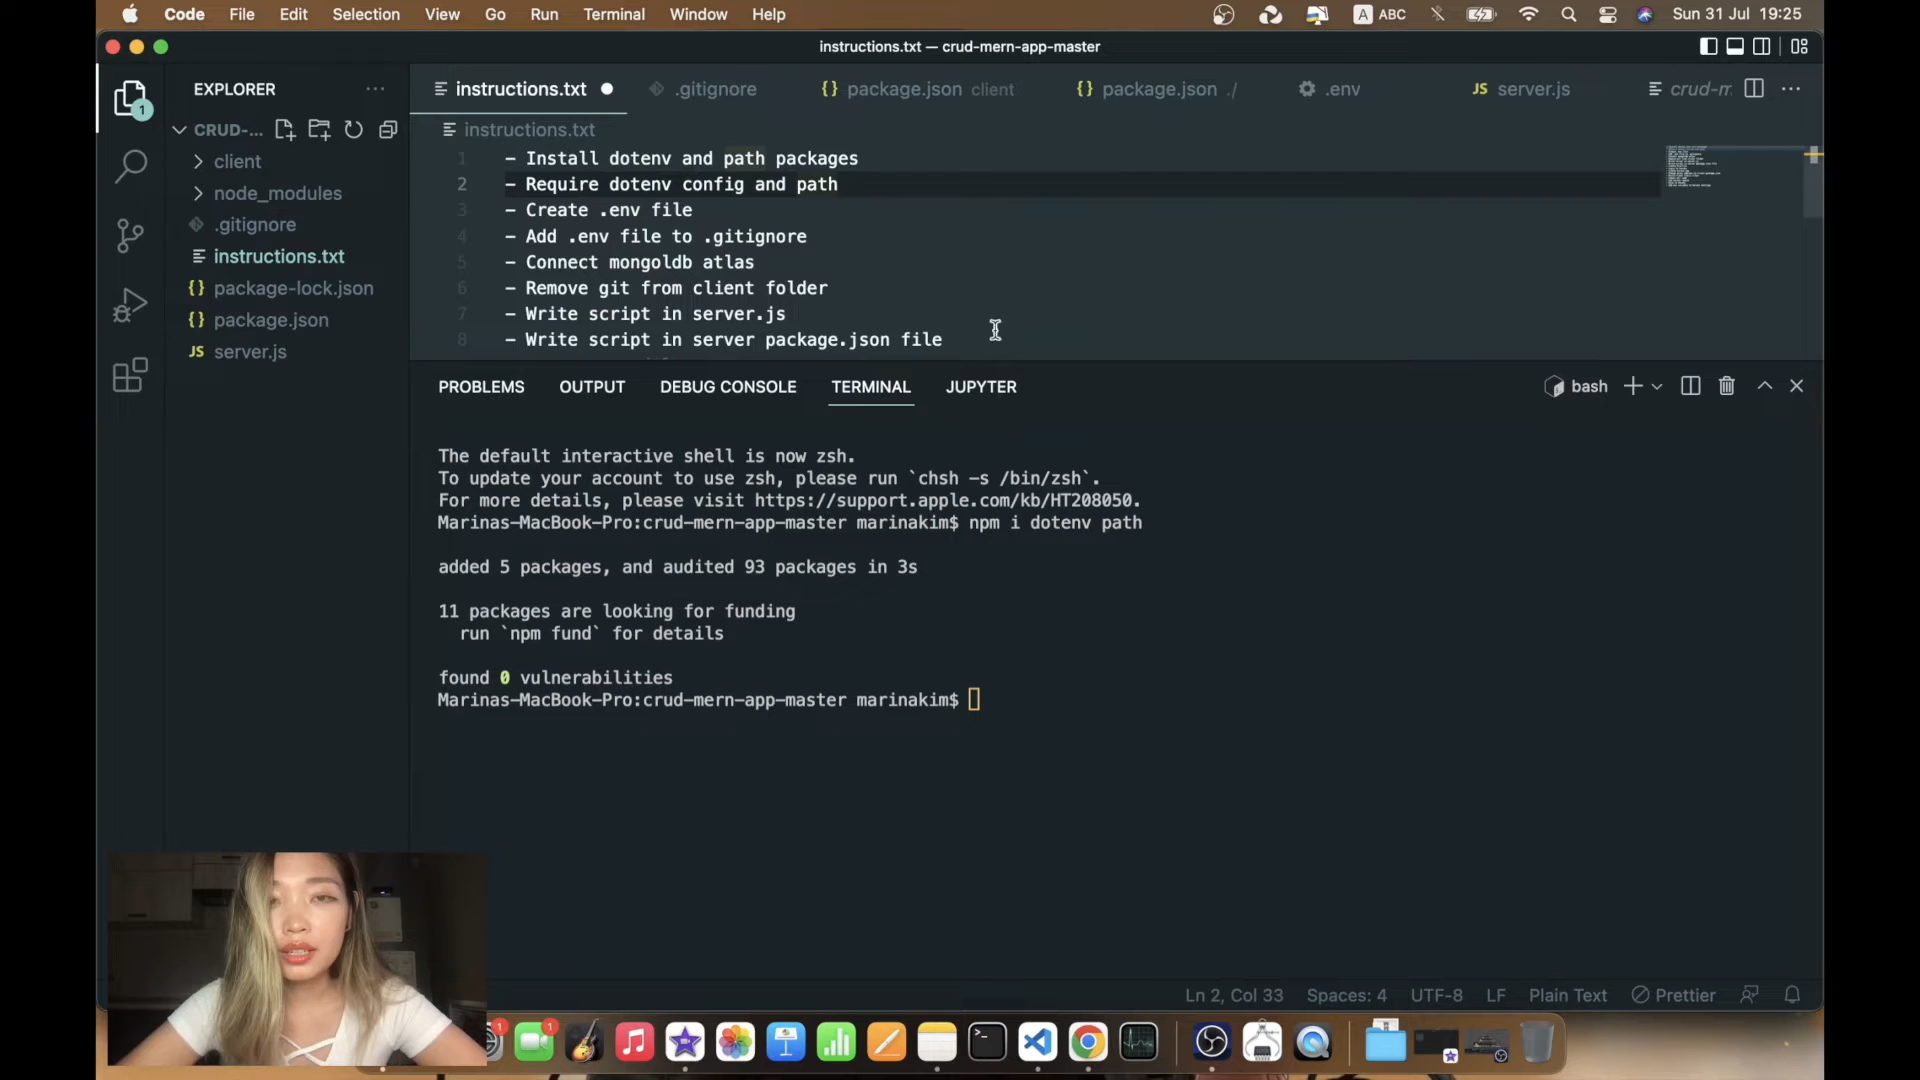 Code File Edit Selection View Go Run Terminal Window Help A ABC Sun 31 Jul 19:25
instructions.txt — crud-mern-app-master
EXPLORER
instructions.txt .gitignore {} package.json client {} package.json ./ .env JS server.js crud-m
1
CRUD-...
instructions.txt
client
node_modules
.gitignore
instructions.txt
{} package-lock.json
{} package.json
JS server.js
1 - Install dotenv and path packages
2 - Require dotenv config and path
3 - Create .env file
4 - Add .env file to .gitignore
5 - Connect mongoldb atlas
6 - Remove git from client folder
7 - Write script in server.js
8 - Write script in server package.json file
PROBLEMS OUTPUT DEBUG CONSOLE TERMINAL JUPYTER bash
The default interactive shell is now zsh.
To update your account to use zsh, please run `chsh -s /bin/zsh`.
For more details, please visit https://support.apple.com/kb/HT208050.
Marinas-MacBook-Pro:crud-mern-app-master marinakim$ npm i dotenv path
added 5 packages, and audited 93 packages in 3s
11 packages are looking for funding
run `npm fund` for details
found 0 vulnerabilities
Marinas-MacBook-Pro:crud-mern-app-master marinakim$
Ln 2, Col 33 Spaces: 4 UTF-8 LF Plain Text Prettier
1 1